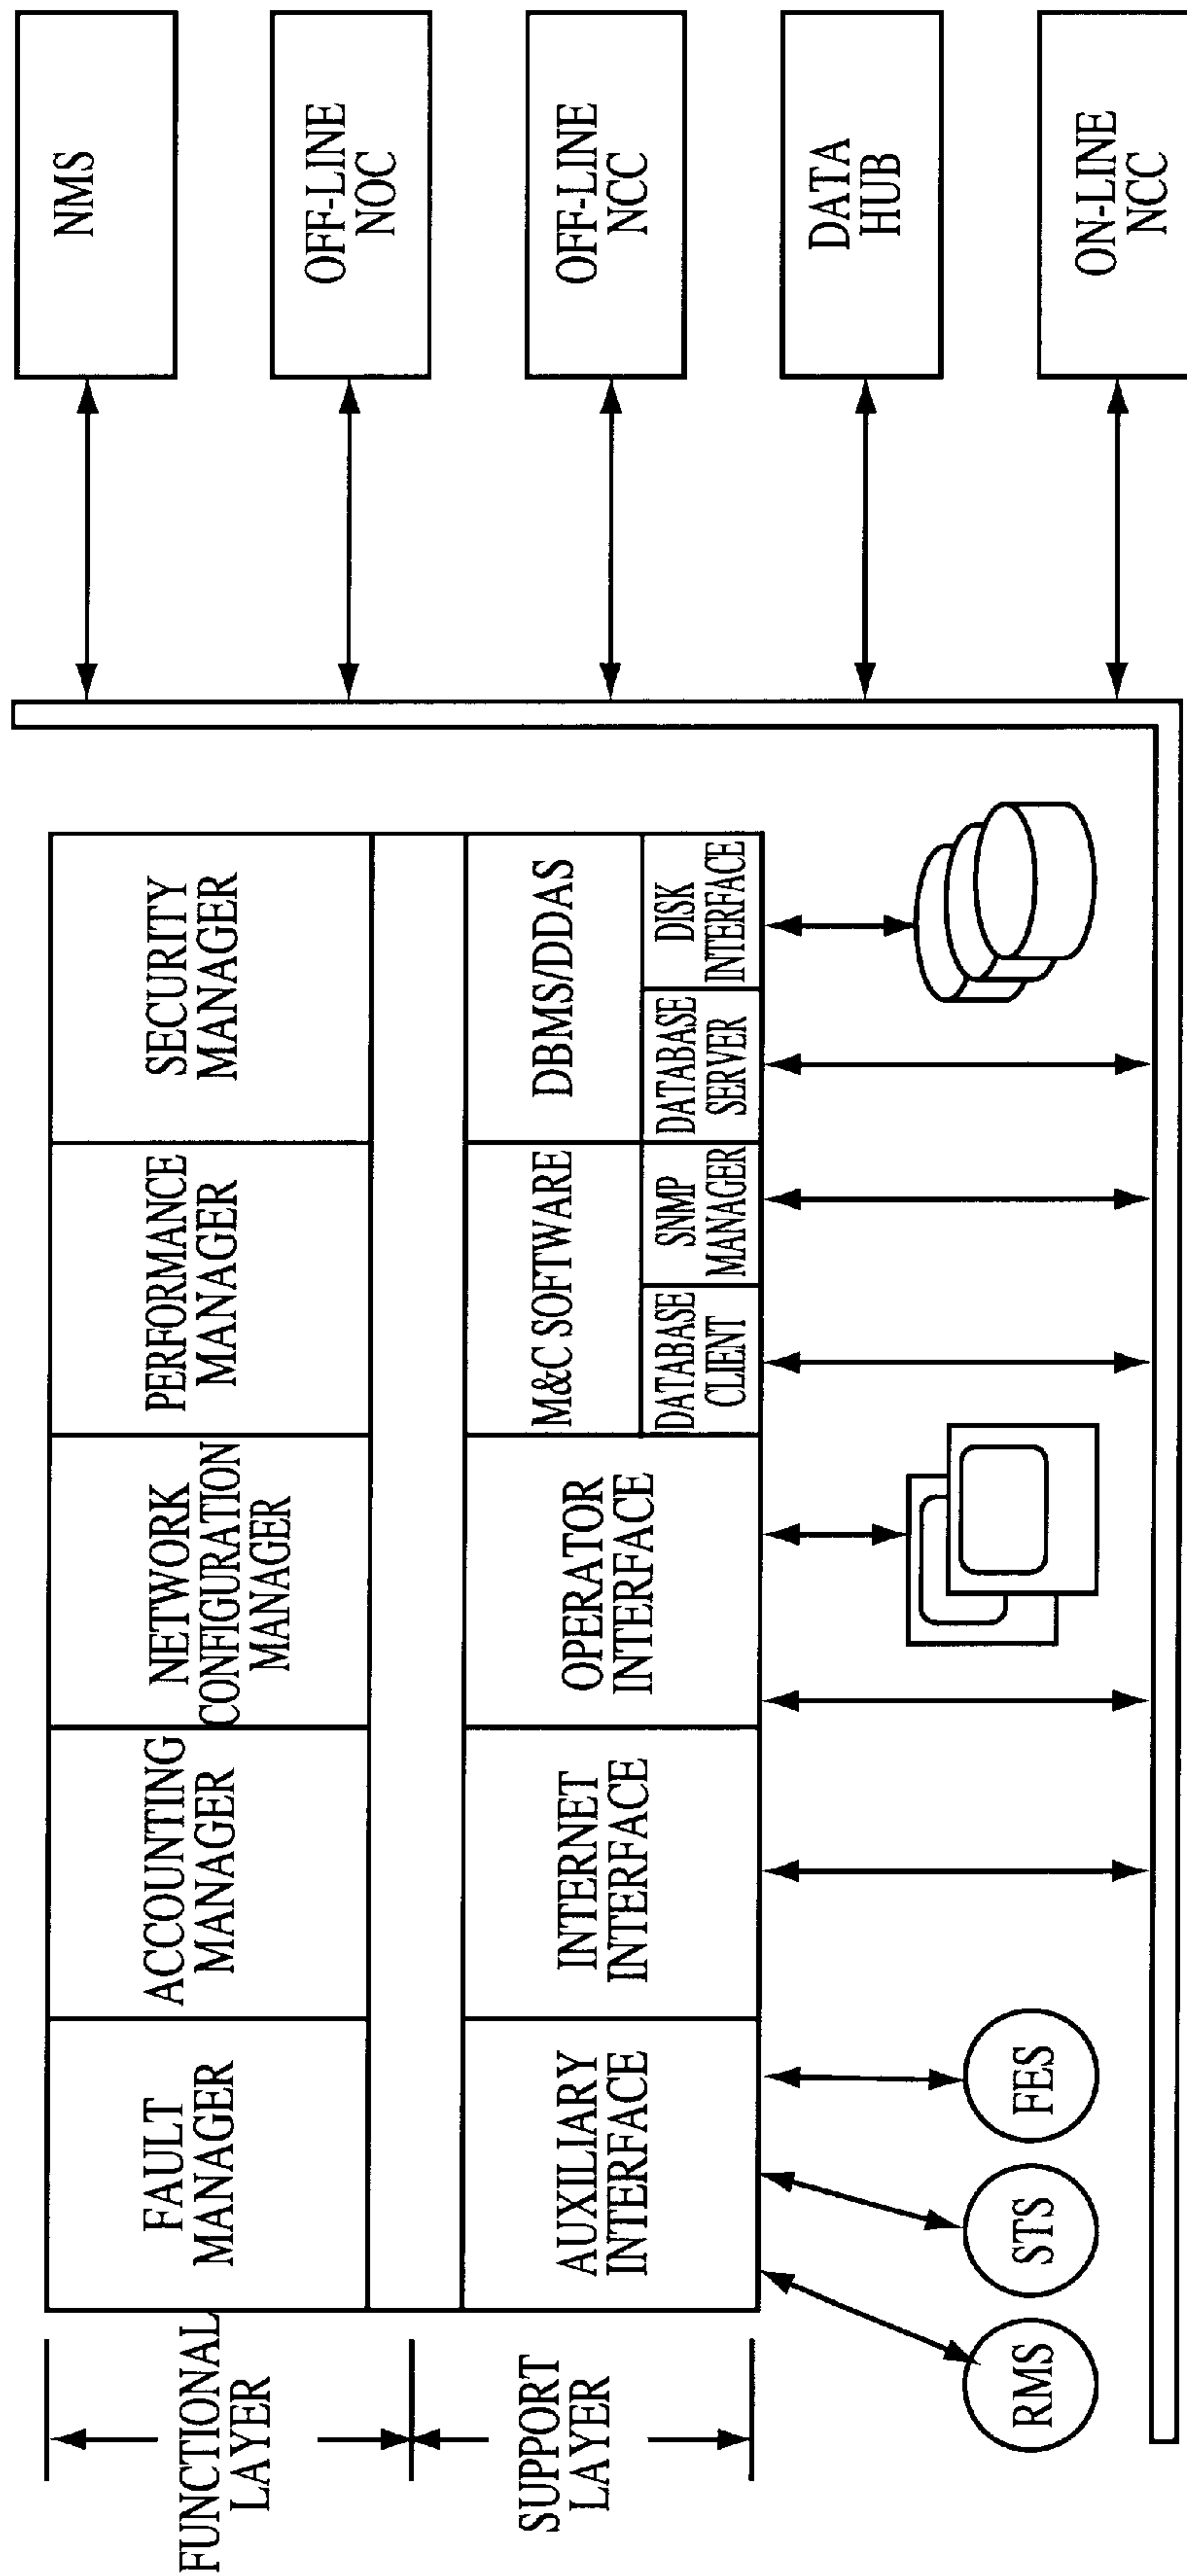 FUNCTIONAL
LAYER
FAULT
MANAGER
ACCOUNTING
MANAGER
NETWORK
CONFIGURATION
MANAGER
PERFORMANCE
MANAGER
SECURITY
MANAGER
SUPPORT
LAYER
AUXILIARY
INTERFACE
INTERNET
INTERFACE
OPERATOR
INTERFACE
M&C SOFTWARE
DATABASE
CLIENT
SNMP
MANAGER
DBMS/DDAS
DATABASE
SERVER
DISK
INTERFACE
RMS
STS
FES
NMS
OFF-LINE
NOC
OFF-LINE
NCC
DATA
HUB
ON-LINE
NCC